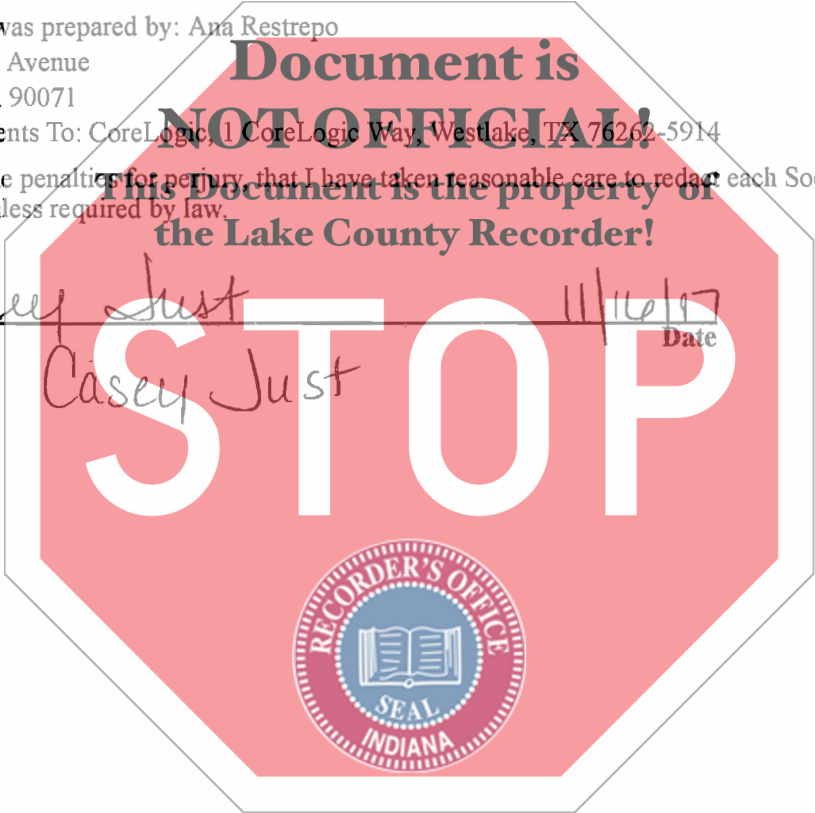 was prepared by: Ana Restrepo
Avenue
90071
ents To: CoreLogic, 1 CoreLogic Way, Westlake, TX 76262-5914
e penalties for perjury, that I have taken reasonable care to redact each So
less required by law.
Document is
NOT OFFICIAL!
This Document is the property of
the Lake County Recorder!
ey Just 11/16/17
Date
Casey Just
STOP
RECORDER'S OFFICE
SEAL
INDIANA